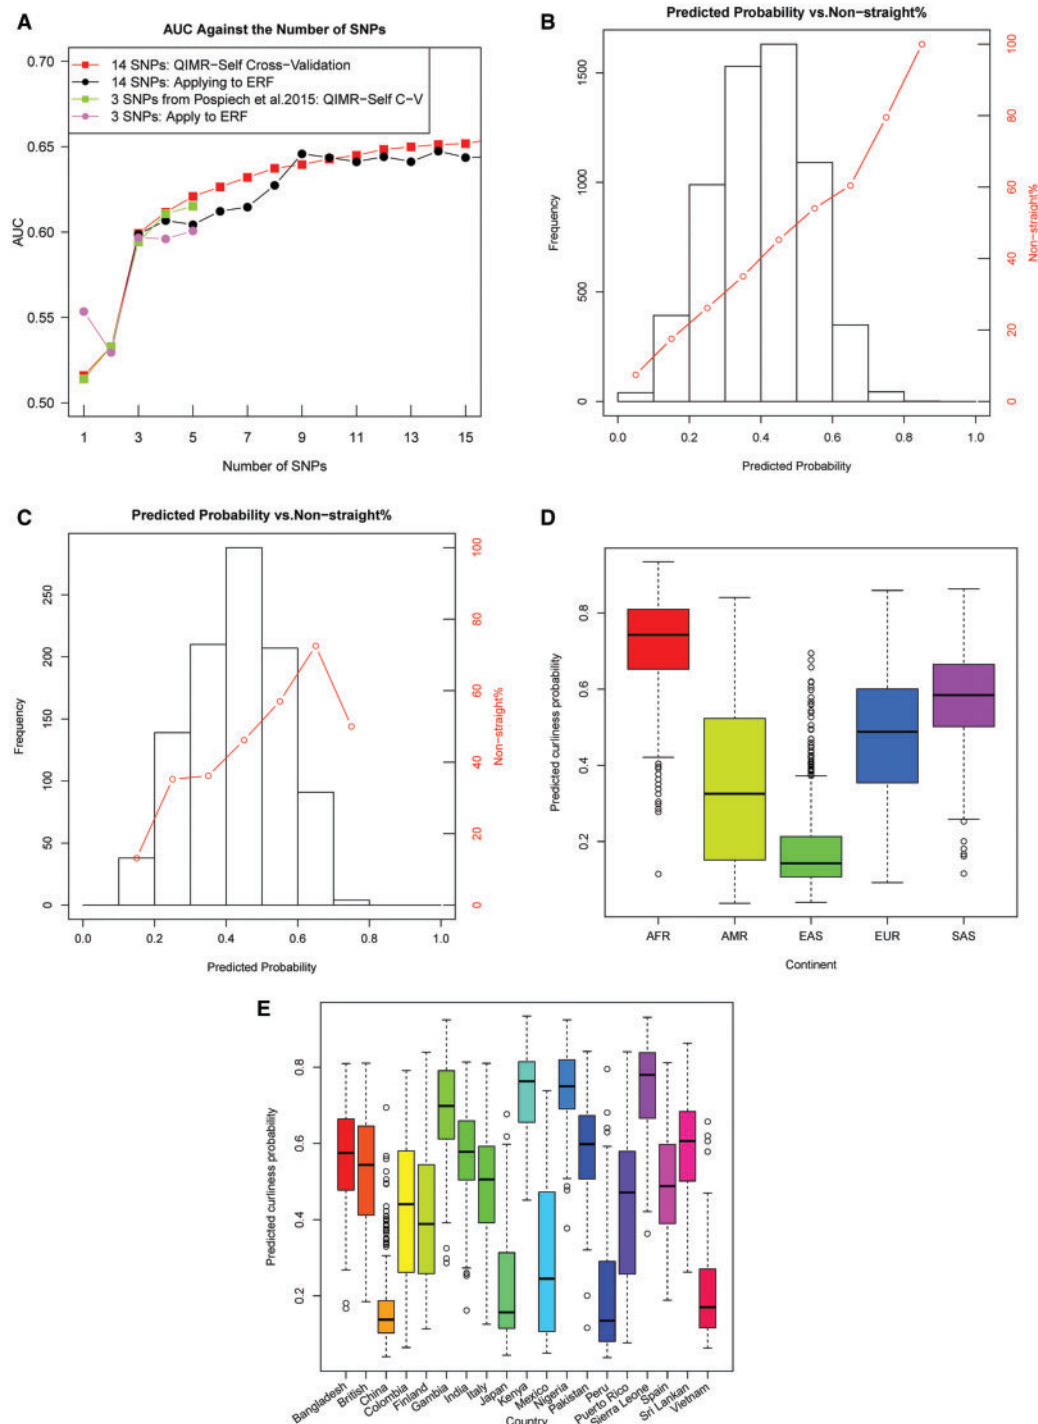 A
AUC Against the Number of SNPs
14 SNPs: QIMR−Self Cross−Validation
14 SNPs: Applying to ERF
3 SNPs from Pospiech et al.2015: QIMR−Self C−V
3 SNPs: Apply to ERF
0.70
0.65
0.60
0.55
0.50
AUC
1 3 5 7 9 11 13 15
Number of SNPs
B
Predicted Probability vs.Non−straight%
1500
1000
500
0
Frequency
100
80
60
40
20
0
Non−straight%
0.0 0.2 0.4 0.6 0.8 1.0
Predicted Probability
C
Predicted Probability vs.Non−straight%
250
200
150
100
50
0
Frequency
100
80
60
40
20
0
Non−straight%
0.0 0.2 0.4 0.6 0.8 1.0
Predicted Probability
D
0.8
0.6
0.4
0.2
Predicted curliness probability
AFR AMR EAS EUR SAS
Continent
E
0.8
0.6
0.4
0.2
Predicted curliness probability
Bangladesh British China Colombia Finland Gambia India Italy Japan Kenya Mexico Nigeria Pakistan Peru Puerto Rico Sierra Leone Spain Sri Lankan Vietnam
Country